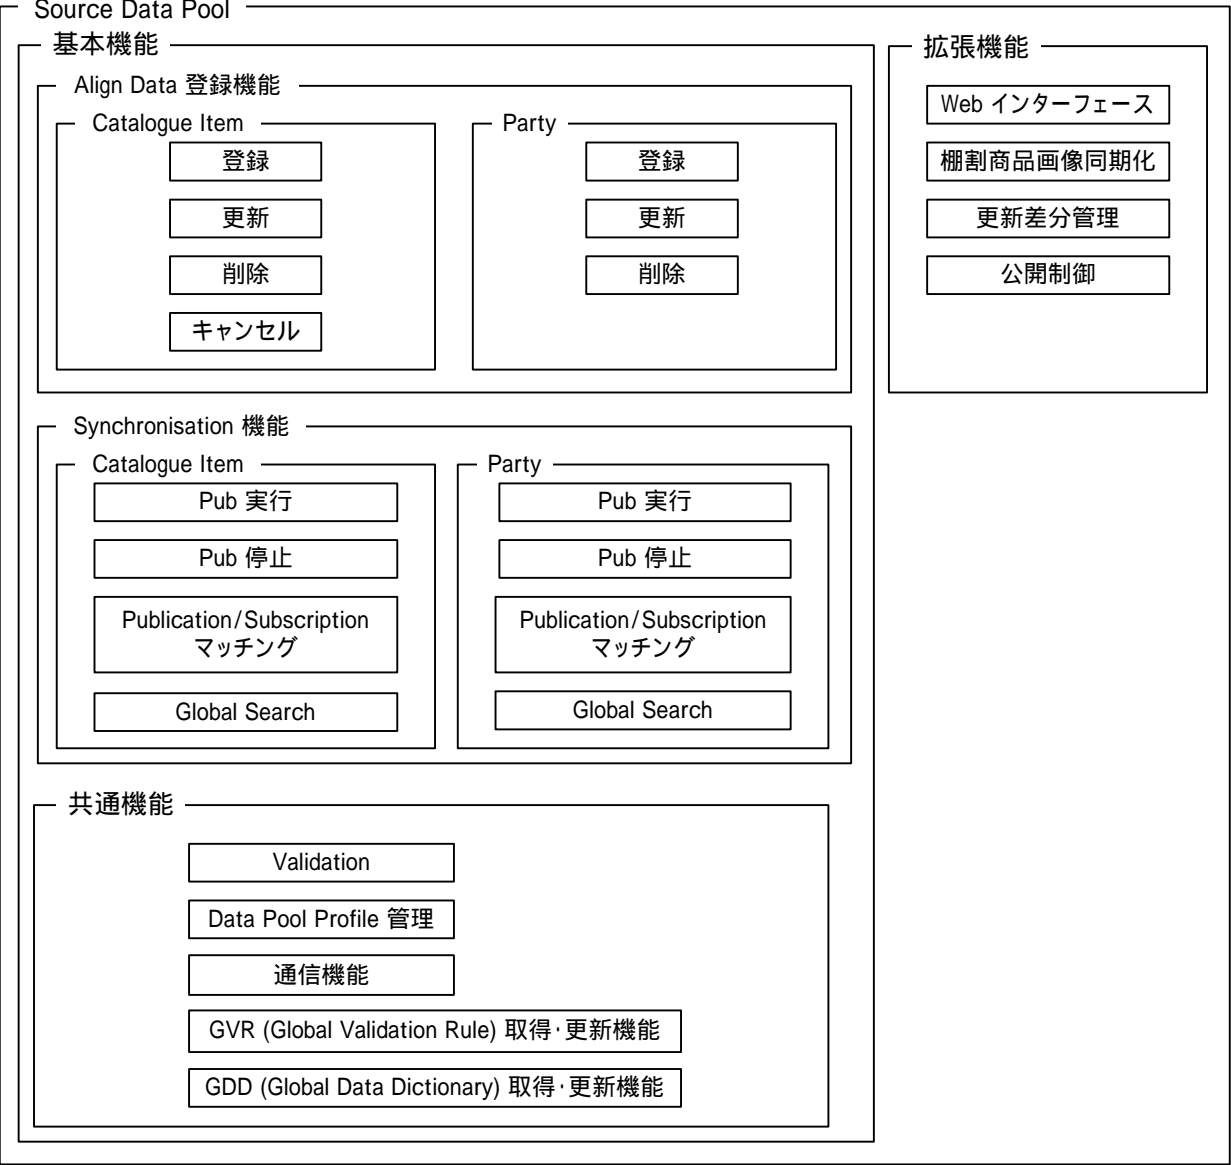 Source Data Pool
基本機能
Align Data 登録機能
Catalogue Item
登録
更新
削除
キャンセル
Party
登録
更新
削除
Synchronisation 機能
Catalogue Item
Pub 実行
Pub 停止
Publication/Subscription
マッチング
Global Search
Party
Pub 実行
Pub 停止
Publication/Subscription
マッチング
Global Search
共通機能
Validation
Data Pool Profile 管理
通信機能
GVR (Global Validation Rule) 取得・更新機能
GDD (Global Data Dictionary) 取得・更新機能
拡張機能
Web インターフェース
棚割商品画像同期化
更新差分管理
公開制御